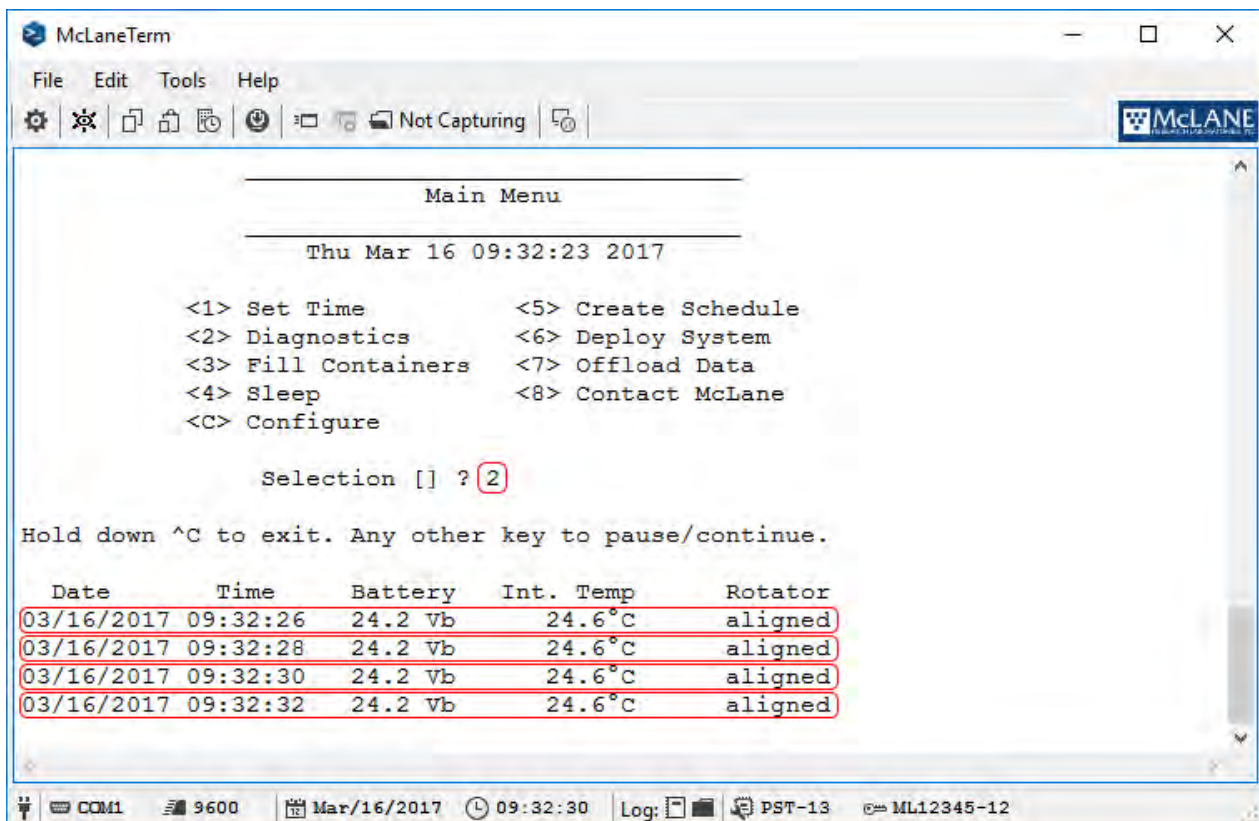 McLaneTerm
File Edit Tools Help
Not Capturing
McLANE
Main Menu
Thu Mar 16 09:32:23 2017
<1> Set Time <5> Create Schedule
<2> Diagnostics <6> Deploy System
<3> Fill Containers <7> Offload Data
<4> Sleep <8> Contact McLane
<C> Configure
Selection [] ? 2
Hold down ^C to exit. Any other key to pause/continue.
Date Time Battery Int. Temp Rotator
03/16/2017 09:32:26 24.2 Vb 24.6°C aligned
03/16/2017 09:32:28 24.2 Vb 24.6°C aligned
03/16/2017 09:32:30 24.2 Vb 24.6°C aligned
03/16/2017 09:32:32 24.2 Vb 24.6°C aligned
COM1 9600 Mar/16/2017 09:32:30 Log: PST-13 ML12345-12